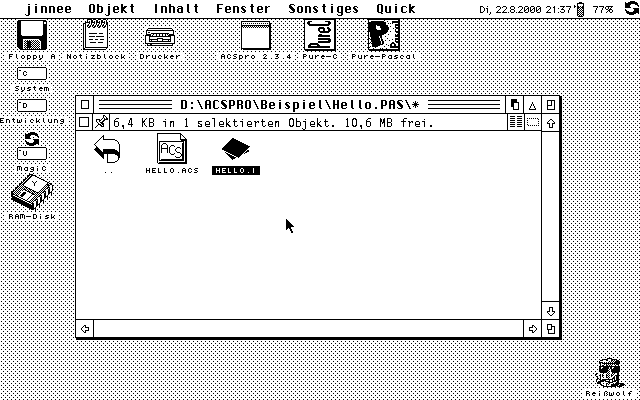 jinnee Objekt Inhalt Fenster Sonstiges Quick Di, 22.8.2000 21:37 77%
Floppy A Notizblock Drucker ACSpro 2.3.4 Pure-C Pure-Pascal
C
System
D
Entwicklung
U
MagiC
RAM-Disk
D:\ACSPRO\Beispiel\Hello.PAS\*
6,4 KB in 1 selektierten Objekt. 10,6 MB frei.
.. HELLO.ACS HELLO.I
Reißwolf